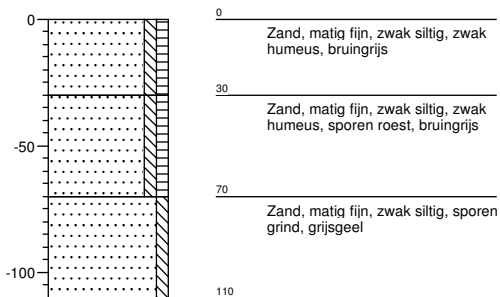 0
0
Zand, matig fijn, zwak siltig, zwak
humeus, bruingrijs
30
Zand, matig fijn, zwak siltig, zwak
humeus, sporen roest, bruingrijs
-50
70
Zand, matig fijn, zwak siltig, sporen
grind, grijsgeel
-100
110